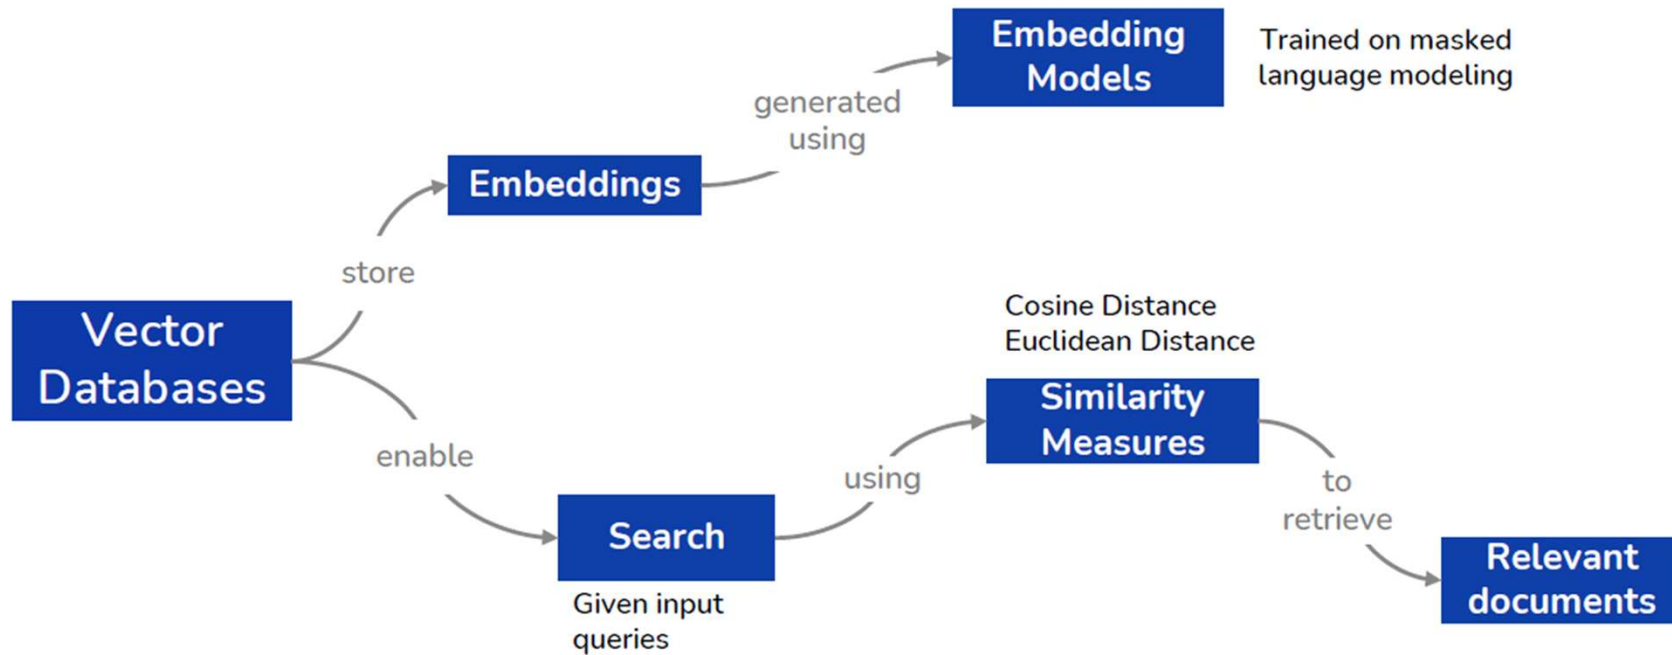 Embedding
Models
Trained on masked
language modeling
generated
using
Embeddings
store
Vector
Databases
Cosine Distance
Euclidean Distance
Similarity
Measures
enable
using
to
retrieve
Search
Given input
queries
Relevant
documents